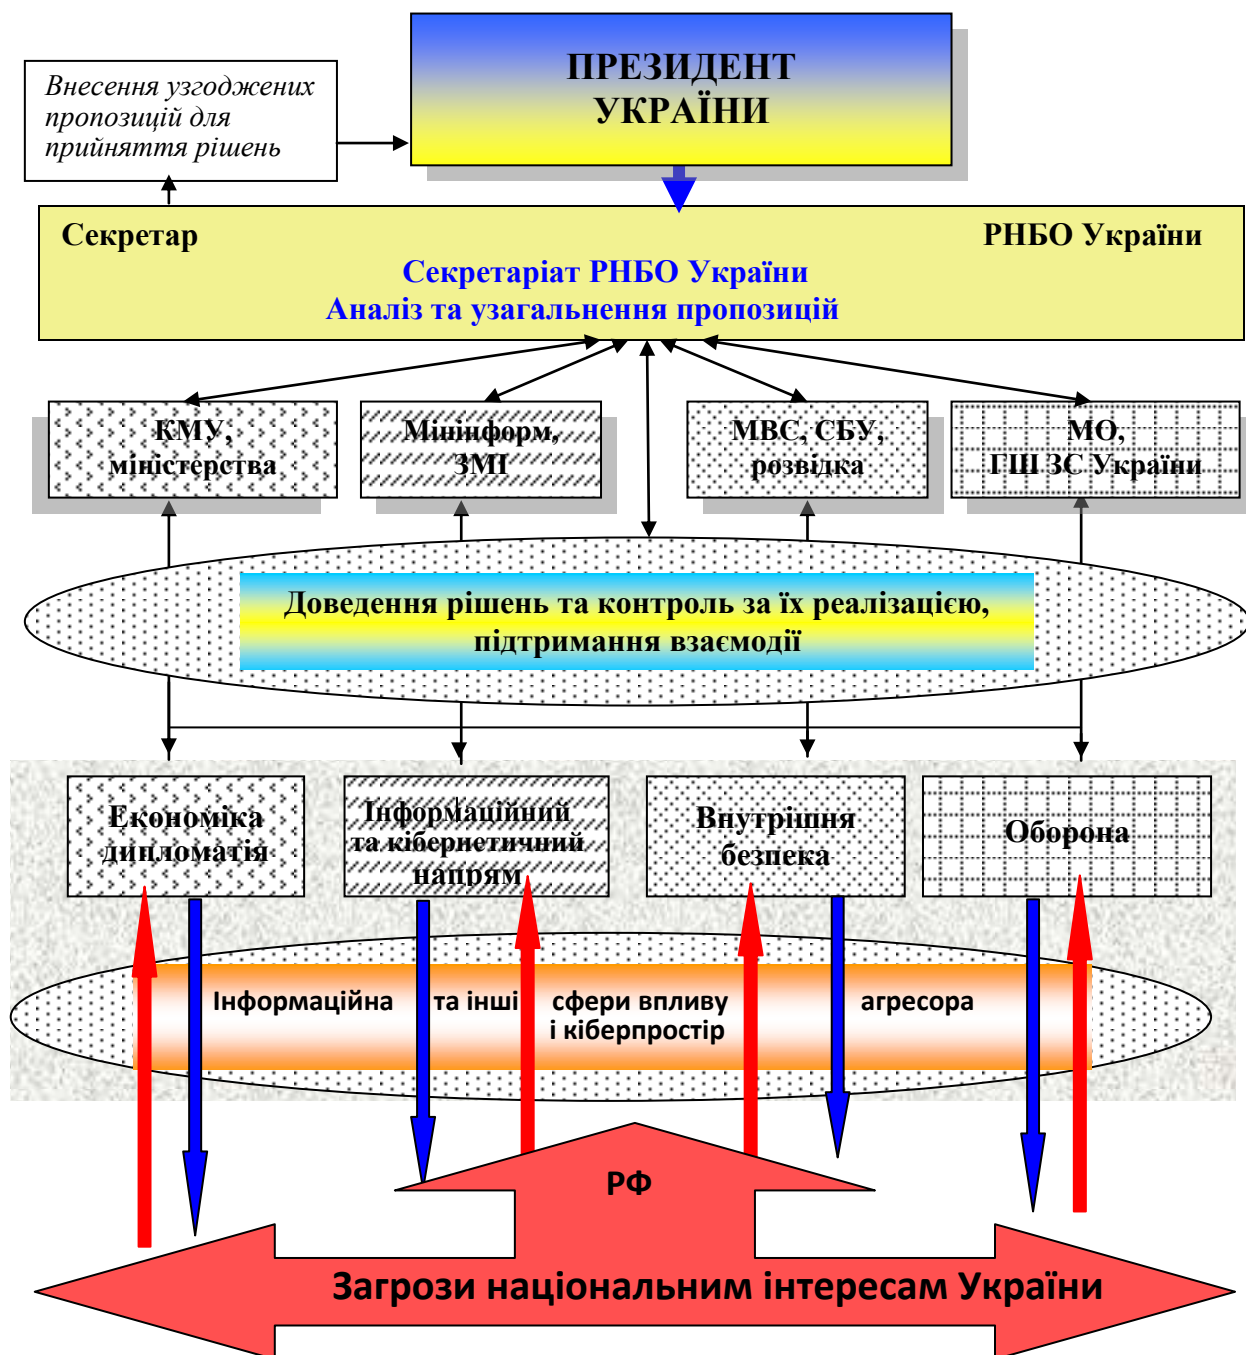 ПРЕЗИДЕНТ
УКРАЇНИ
Внесення узгоджених
пропозицій для
прийняття рішень
Секретар
РНБО України
Секретаріат РНБО України
Аналіз та узагальнення пропозицій
КМУ,
міністерства
Мінінформ,
ЗМІ
МВС, СБУ,
розвідка
МО,
ГШ ЗС України
Доведення рішень та контроль за їх реалізацією,
підтримання взаємодії
Економіка
дипломатія
Інформаційний
та кібернетичний
напрям
Внутрішня
безпека
Оборона
Інформаційна та інші сфери впливу агресора
і кіберпростір
РФ
Загрози національним інтересам України